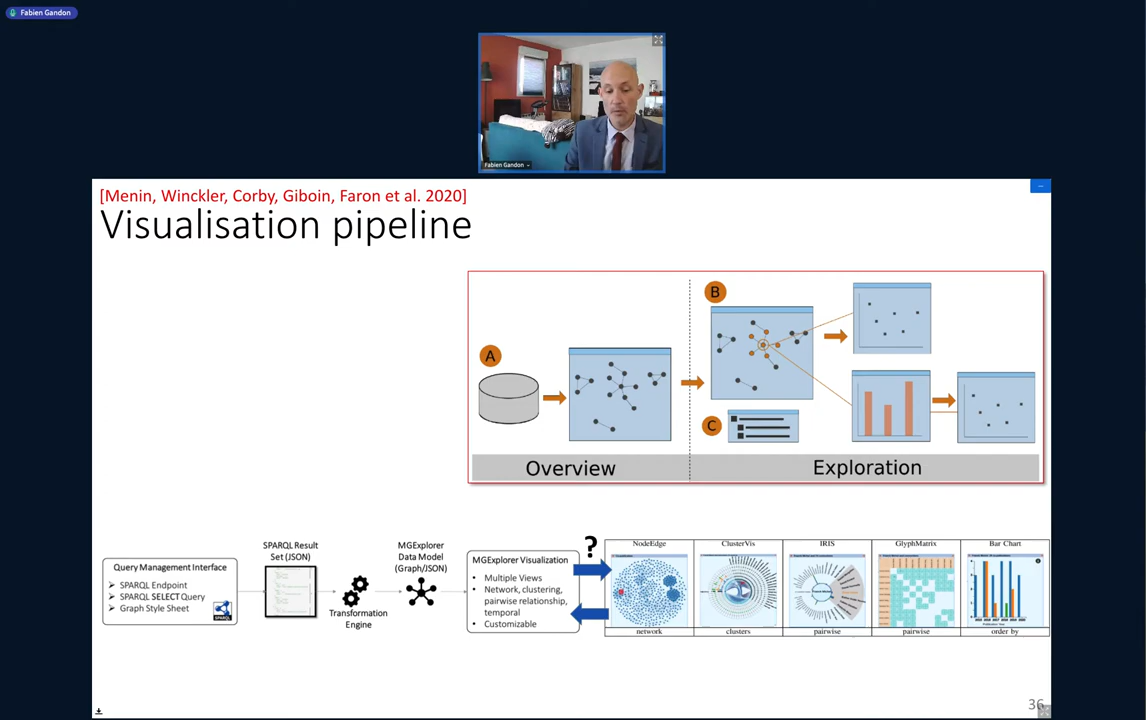 Fabien Gandon
Fabien Gandon
[Menin, Winckler, Corby, Giboin, Faron et al. 2020]
Visualisation pipeline
A
B
C
Overview
Exploration
Query Management Interface
SPARQL Endpoint
SPARQL SELECT Query
Graph Style Sheet
SPARQL Result
Set (JSON)
Transformation
Engine
MGExplorer
Data Model
(Graph/JSON)
MGExplorer Visualization
• Multiple Views
• Network, clustering,
pairwise relationship,
temporal
• Customizable
?
NodeEdge
ClusterVis
IRIS
GlyphMatrix
Bar Chart
network
clusters
pairwise
pairwise
order by
36